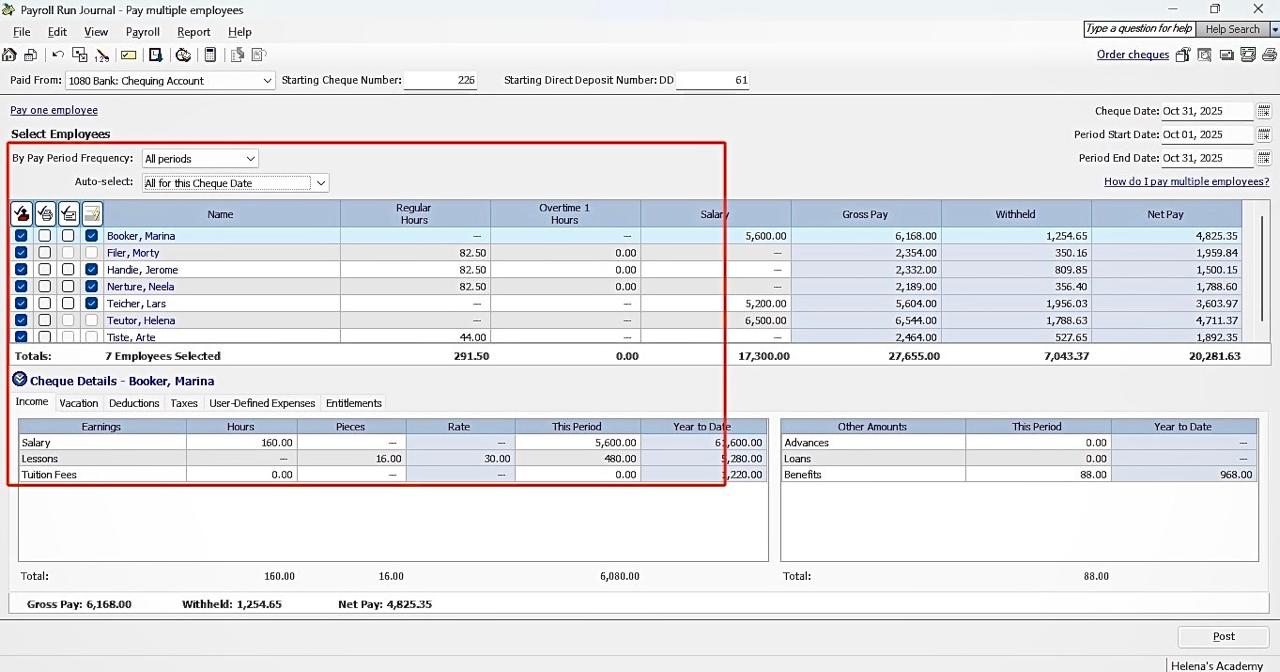 Payroll Run Journal - Pay multiple employees
File Edit View Payroll Report Help
Type a question for help Help Search
Order cheques
Paid From: 1080 Bank: Chequing Account Starting Cheque Number: 226 Starting Direct Deposit Number: DD 61
Pay one employee
Cheque Date: Oct 31, 2025
Select Employees
Period Start Date: Oct 01, 2025
By Pay Period Frequency: All periods
Period End Date: Oct 31, 2025
Auto-select: All for this Cheque Date
How do I pay multiple employees?
Name Regular Hours Overtime 1 Hours Salary Gross Pay Withheld Net Pay
Booker, Marina -- -- 5,600.00 6,168.00 1,254.65 4,825.35
Filer, Morty 82.50 0.00 -- 2,354.00 350.16 1,959.84
Handie, Jerome 82.50 0.00 -- 2,332.00 809.85 1,500.15
Nerture, Neela 82.50 0.00 -- 2,189.00 356.40 1,788.60
Teicher, Lars -- -- 5,200.00 5,604.00 1,956.03 3,603.97
Teutor, Helena -- -- 6,500.00 6,544.00 1,788.63 4,711.37
Tiste, Arte 44.00 -- -- 2,464.00 527.65 1,892.35
Totals: 7 Employees Selected 291.50 0.00 17,300.00 27,655.00 7,043.37 20,281.63
Cheque Details - Booker, Marina
Income Vacation Deductions Taxes User-Defined Expenses Entitlements
Earnings Hours Pieces Rate This Period Year to Date Other Amounts This Period Year to Date
Salary 160.00 -- -- 5,600.00 61,600.00 Advances 0.00 --
Lessons -- 16.00 30.00 480.00 5,280.00 Loans 0.00 --
Tuition Fees 0.00 -- -- 0.00 ,220.00 Benefits 88.00 968.00
Total: 160.00 16.00 6,080.00 Total: 88.00
Gross Pay: 6,168.00 Withheld: 1,254.65 Net Pay: 4,825.35
Post
Helena's Academy